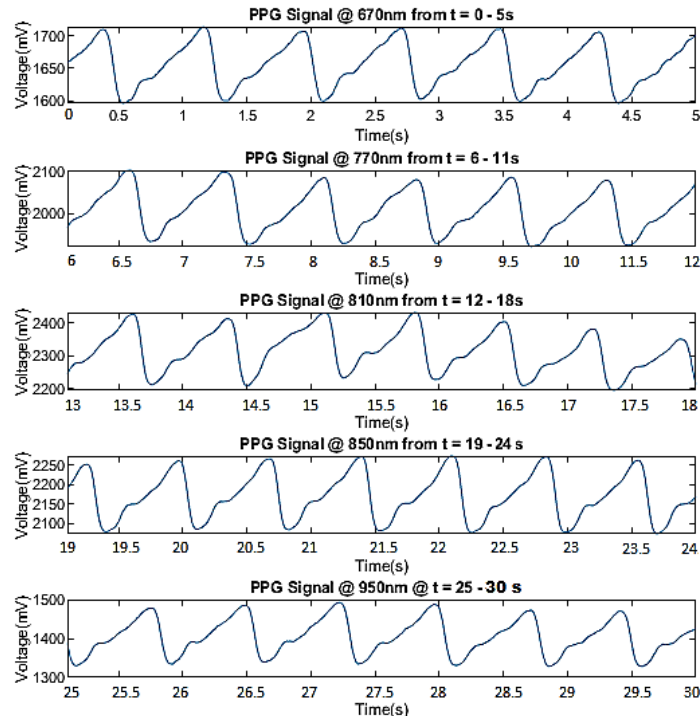 PPG Signal @ 670nm from t = 0 - 5s
Voltage(mV)
1700
1650
1600
0 0.5 1 1.5 2 2.5 3 3.5 4 4.5 5
Time(s)
PPG Signal @ 770nm from t = 6 - 11s
Voltage(mV)
2100
2000
6 6.5 7 7.5 8 8.5 9 9.5 10 11.5 12
Time(s)
PPG Signal @ 810nm from t = 12 - 18s
Voltage(mV)
2400
2300
2200
13 13.5 14 14.5 15 15.5 16 16.5 17 17.5 18
Time(s)
PPG Signal @ 850nm from t = 19 - 24 s
Voltage(mV)
2250
2200
2150
2100
19 19.5 20 20.5 21 21.5 22 22.5 23 23.5 24
Time(s)
PPG Signal @ 950nm @ t = 25 - 30 s
Voltage(mV)
1500
1400
1300
25 25.5 26 26.5 27 27.5 28 28.5 29 29.5 30
Time(s)